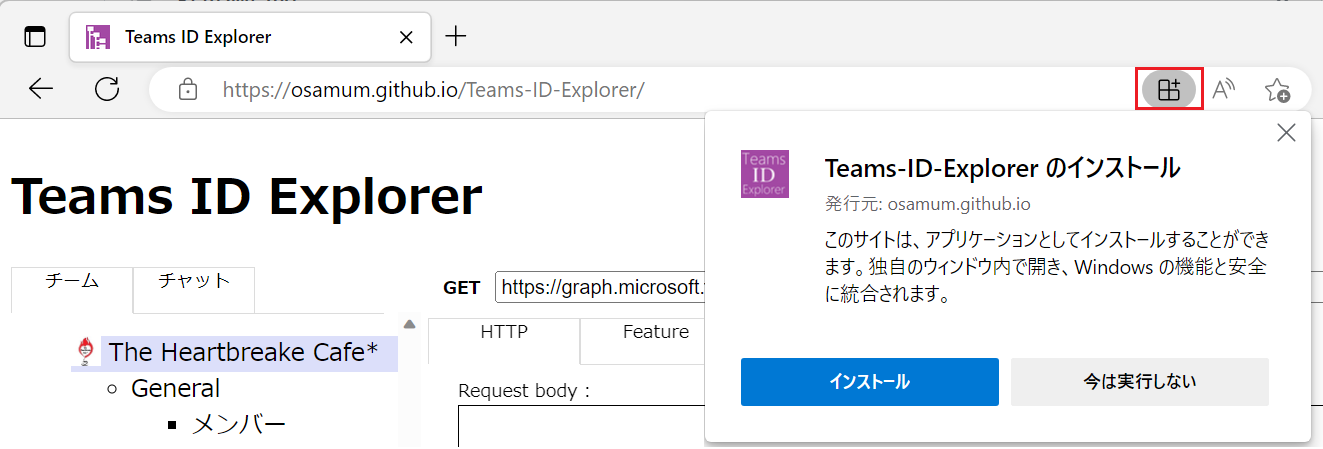 Teams ID Explorer
https://osamum.github.io/Teams-ID-Explorer/
Teams
ID
Explorer
Teams-ID-Explorer のインストール
発行元: osamum.github.io
このサイトは、アプリケーションとしてインストールすることができ
ます。独自のウィンドウ内で開き、Windows の機能と安全
に統合されます。
インストール
今は実行しない
Teams ID Explorer
チーム
チャット
GET
https://graph.microsoft.
HTTP
Feature
The Heartbreake Cafe*
General
メンバー
Request body :